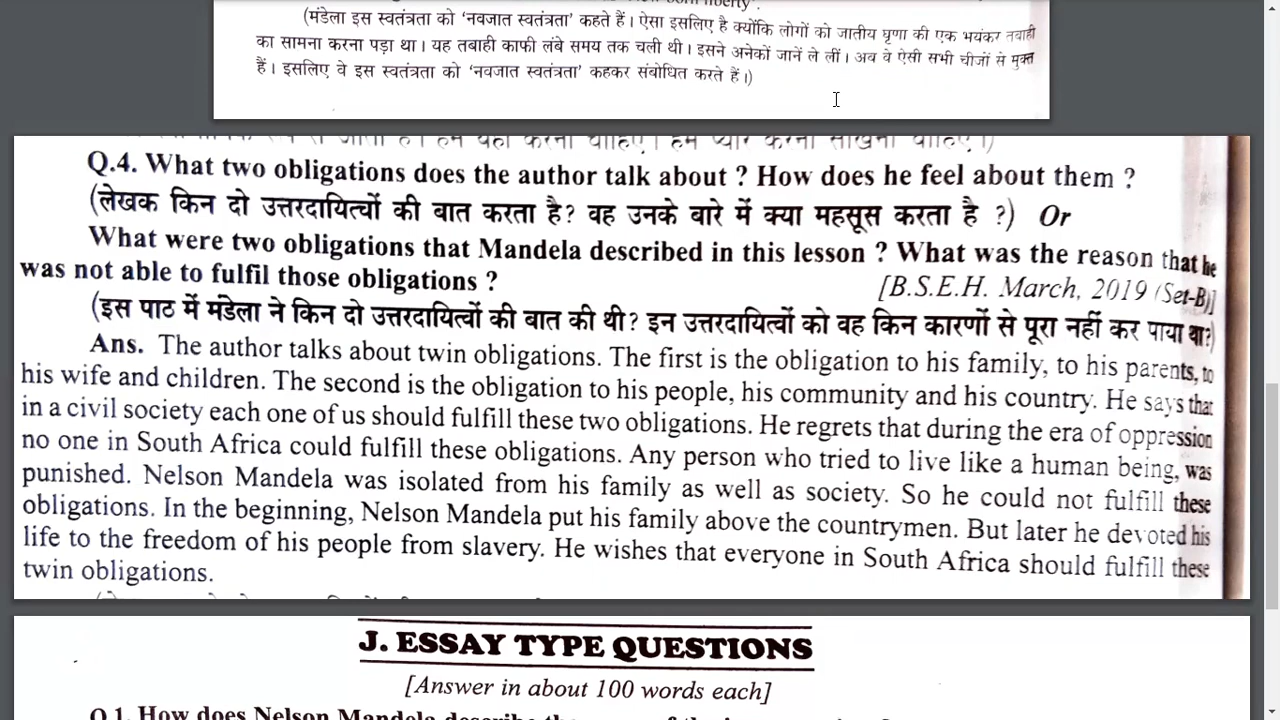 (मंडेला इस स्वतंत्रता को ‘नवजात स्वतंत्रता’ कहते हैं। ऐसा इसलिए है क्योंकि लोगों को जातीय घृणा की एक भयंकर तबाही
का सामना करना पड़ा था। यह तबाही काफी लंबे समय तक चली थी। इसने अनेकों जानें ले लीं। अब वे ऐसी सभी चीजों से मुक्त
हैं। इसलिए वे इस स्वतंत्रता को ‘नवजात स्वतंत्रता’ कहकर संबोधित करते हैं।)
Q.4. What two obligations does the author talk about ? How does he feel about them ?
(लेखक किन दो उत्तरदायित्वों की बात करता है? वह उनके बारे में क्या महसूस करता है ?) Or
What were two obligations that Mandela described in this lesson ? What was the reason that he
was not able to fulfil those obligations ? [B.S.E.H. March, 2019 (Set-B)]
(इस पाठ में मंडेला ने किन दो उत्तरदायित्वों की बात की थी? इन उत्तरदायित्वों को वह किन कारणों से पूरा नहीं कर पाया था?)
Ans. The author talks about twin obligations. The first is the obligation to his family, to his parents, to
his wife and children. The second is the obligation to his people, his community and his country. He says that
in a civil society each one of us should fulfill these two obligations. He regrets that during the era of oppression
no one in South Africa could fulfill these obligations. Any person who tried to live like a human being, was
punished. Nelson Mandela was isolated from his family as well as society. So he could not fulfill these
obligations. In the beginning, Nelson Mandela put his family above the countrymen. But later he devoted his
life to the freedom of his people from slavery. He wishes that everyone in South Africa should fulfill these
twin obligations.
J. ESSAY TYPE QUESTIONS
[Answer in about 100 words each]
Q.1. How does Nelson Mandela describe the